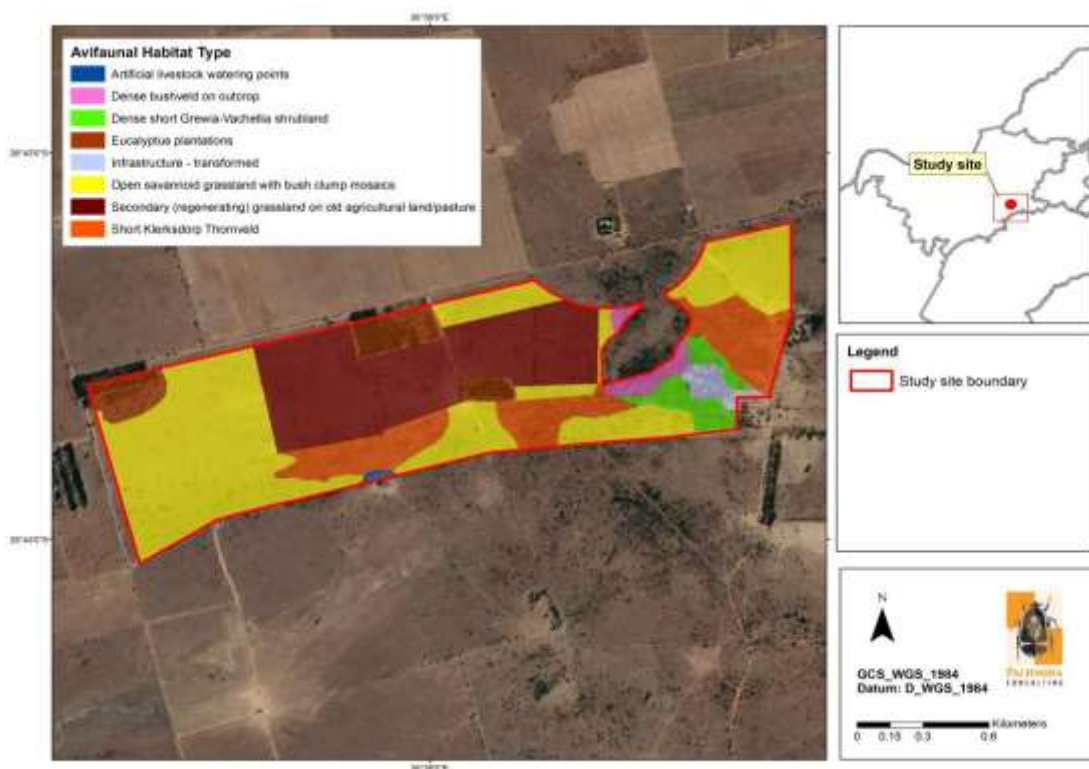 Avifaunal Habitat Type
Artificial livestock watering points
Dense bushveld on outcrop
Dense short Grewia-Vachellia shrubland
Eucalyptus plantations
Infrastructure - transformed
Open savannoid grassland with bush clump mosaics
Secondary (regenerating) grassland on old agricultural land/pasture
Short Klerksdorp Thornveld
Study site
Legend
Study site boundary
N
GCS_WGS_1984
Datum: D_WGS_1984
CONSULTING
Kilometers
0 0.15 0.3 0.6